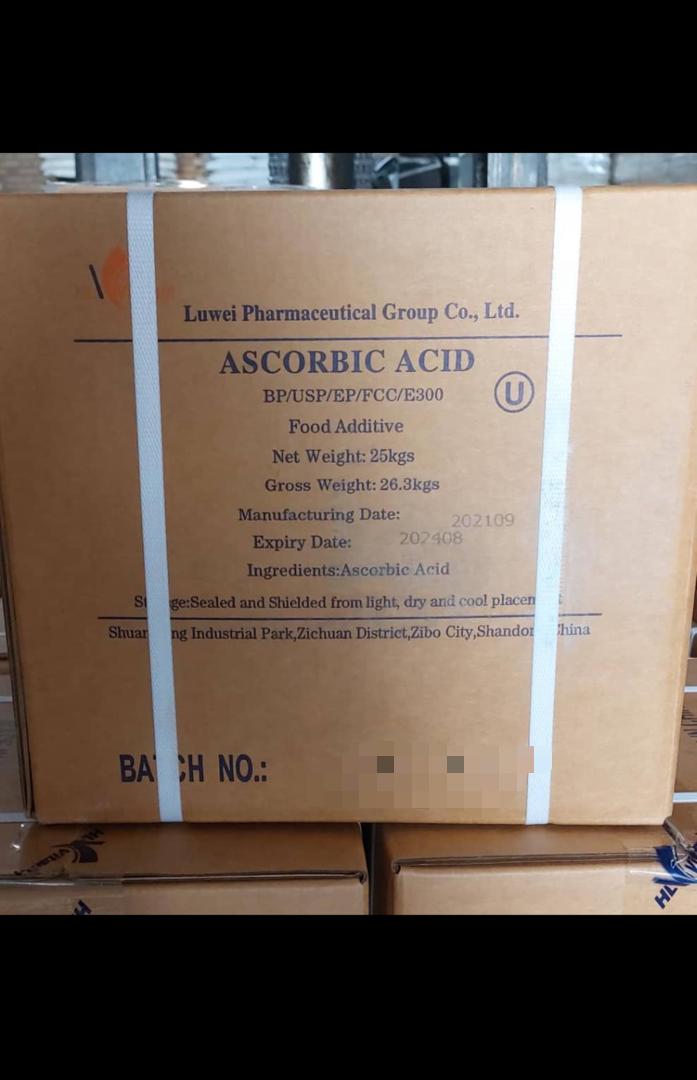 Luwei Pharmaceutical Group Co., Ltd.
ASCORBIC ACID
BP/USP/EP/FCC/E300
U
Food Additive
Net Weight: 25kgs
Gross Weight: 26.3kgs
Manufacturing Date: 202109
Expiry Date: 202408
Ingredients:Ascorbic Acid
Sealed and Shielded from light, dry and cool
Industrial Park,Zichuan District,Zibo City, China
BATCH NO.: